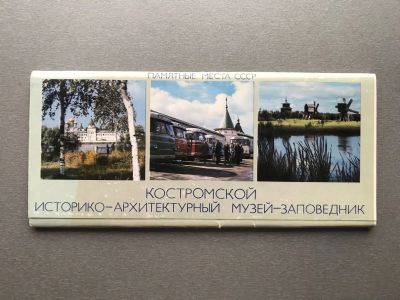 ПАМЯТНЫЕ МЕСТА СССР
КОСТРОМСКОЙ
ИСТОРИКО-АРХИТЕКТУРНЫЙ МУЗЕЙ-ЗАПОВЕДНИК